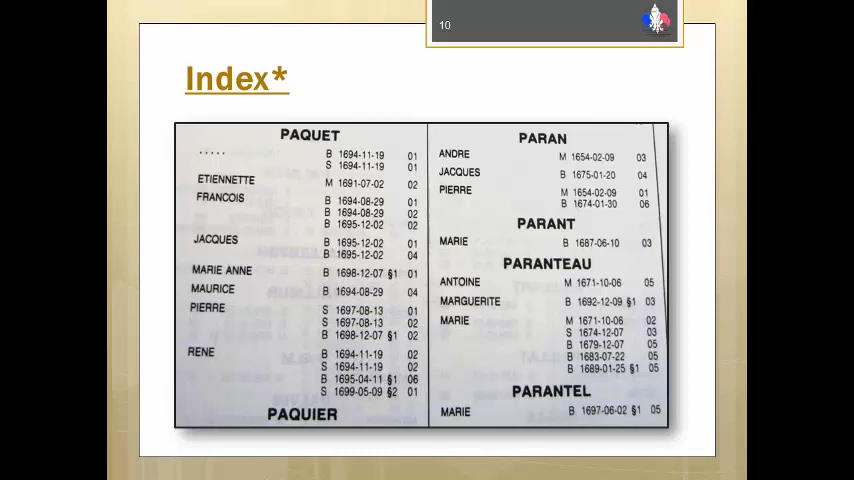 10
Index*
PAQUET
..... B 1694-11-19 01
S 1694-11-19 01
ETIENNETTE M 1691-07-02 02
FRANCOIS B 1694-08-29 01
B 1694-08-29 02
B 1695-12-02 02
JACQUES B 1695-12-02 01
B 1695-12-02 04
MARIE ANNE B 1698-12-07 §1 01
MAURICE B 1694-08-29 04
PIERRE S 1697-08-13 01
S 1697-08-13 02
B 1698-12-07 §1 02
RENE B 1694-11-19 02
S 1694-11-19 02
B 1695-04-11 §1 06
S 1699-05-09 §2 01
PAQUIER
PARAN
ANDRE M 1654-02-09 03
JACQUES B 1675-01-20 04
PIERRE M 1654-02-09 01
B 1674-01-30 06
PARANT
MARIE B 1687-06-10 03
PARANTEAU
ANTOINE M 1671-10-06 05
MARGUERITE B 1692-12-09 §1 03
MARIE M 1671-10-06 02
S 1674-12-07 03
B 1679-12-07 05
B 1683-07-22 05
B 1689-01-25 §1 05
PARANTEL
MARIE B 1697-06-02 §1 05